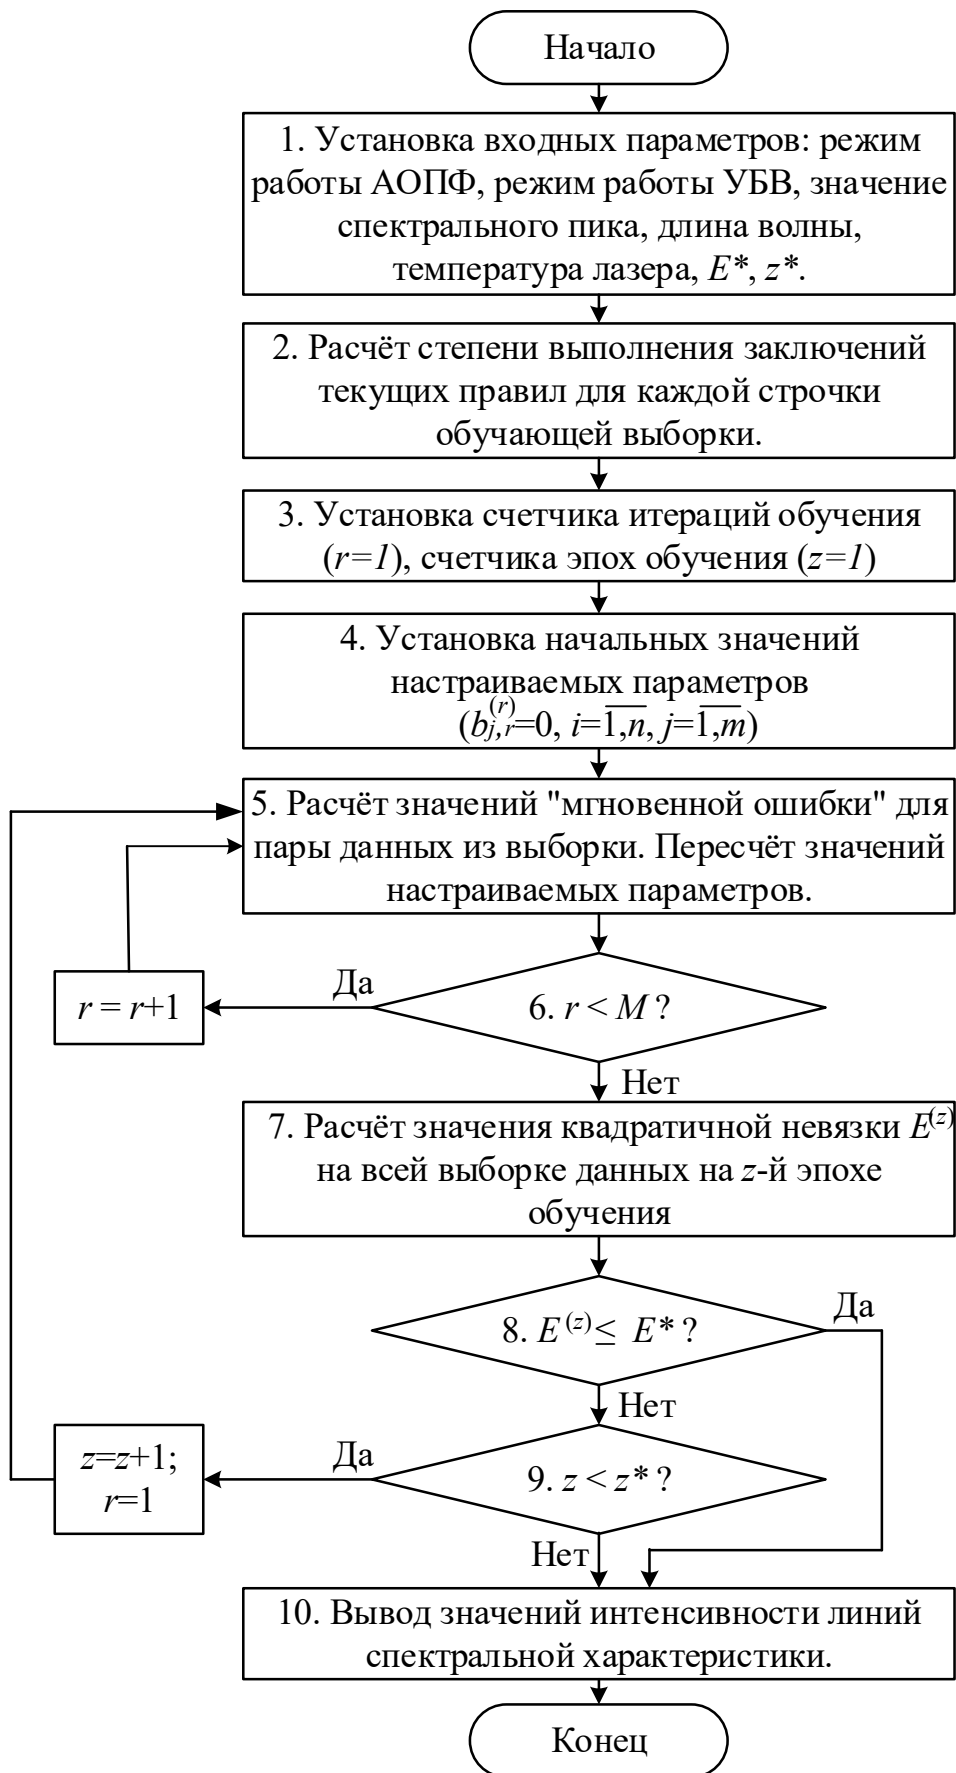 Начало
1. Установка входных параметров: режим
работы АОПФ, режим работы УБВ, значение
спектрального пика, длина волны,
температура лазера, E*, z*.
2. Расчёт степени выполнения заключений
текущих правил для каждой строчки
обучающей выборки.
3. Установка счетчика итераций обучения
(r=1), счетчика эпох обучения (z=1)
4. Установка начальных значений
настраиваемых параметров
(b_{j,r}^{(r)}=0, i=\overline{1,n}, j=\overline{1,m})
5. Расчёт значений "мгновенной ошибки" для
пары данных из выборки. Пересчёт значений
настраиваемых параметров.
Да
r = r+1
6. r < M ?
Нет
7. Расчёт значения квадратичной невязки E^{(z)}
на всей выборке данных на z-й эпохе
обучения
Да
8. E^{(z)} ≤ E* ?
Нет
Да
z=z+1;
r=1
9. z < z* ?
Нет
10. Вывод значений интенсивности линий
спектральной характеристики.
Конец